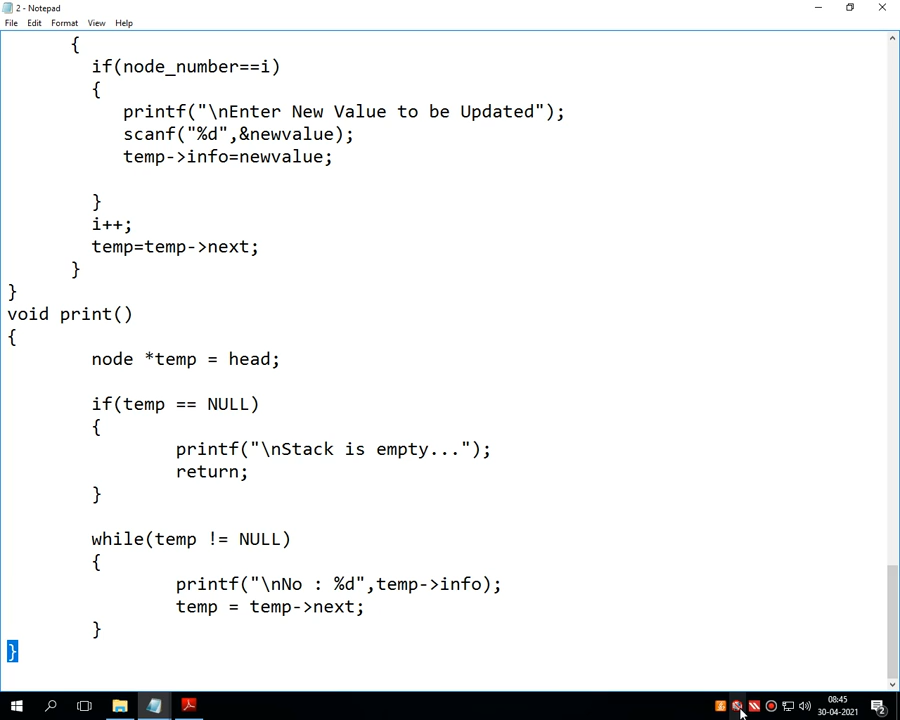 2 - Notepad
File Edit Format View Help
{
if(node_number==i)
{
printf("\nEnter New Value to be Updated");
scanf("%d",&newvalue);
temp->info=newvalue;
}
i++;
temp=temp->next;
}
}
void print()
{
node *temp = head;
if(temp == NULL)
{
printf("\nStack is empty...");
return;
}
while(temp != NULL)
{
printf("\nNo : %d",temp->info);
temp = temp->next;
}
}
08:45
30-04-2021
2